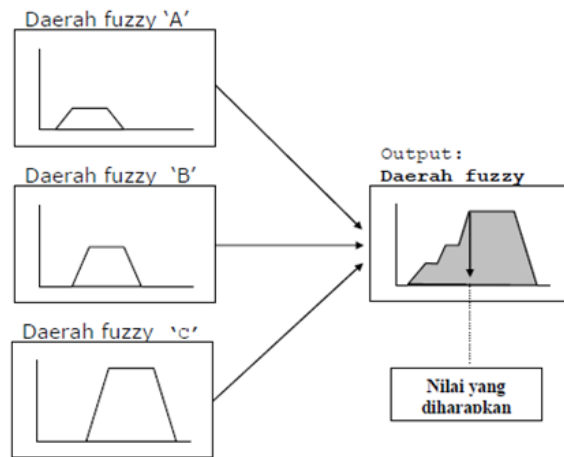 Daerah fuzzy ‘A’
Daerah fuzzy ‘B’
Daerah fuzzy ‘C’
Output:
Daerah fuzzy
Nilai yang
diharapkan